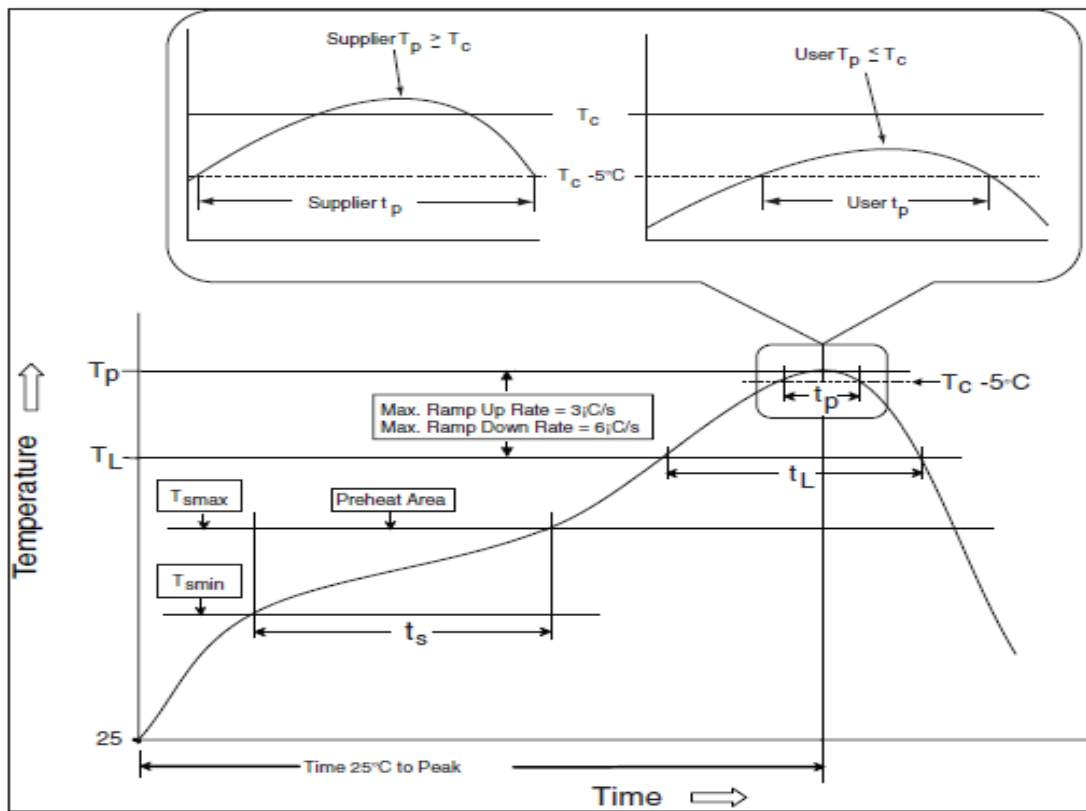 Supplier Tp ≥ Tc
User Tp ≤ Tc
Tc
Tc -5°C
Supplier tp
User tp
Tp
Tc -5°C
tp
Max. Ramp Up Rate = 3¡C/s
Max. Ramp Down Rate = 6¡C/s
TL
tL
Tsmax
Preheat Area
Tsmin
ts
Temperature
25
Time 25°C to Peak
Time